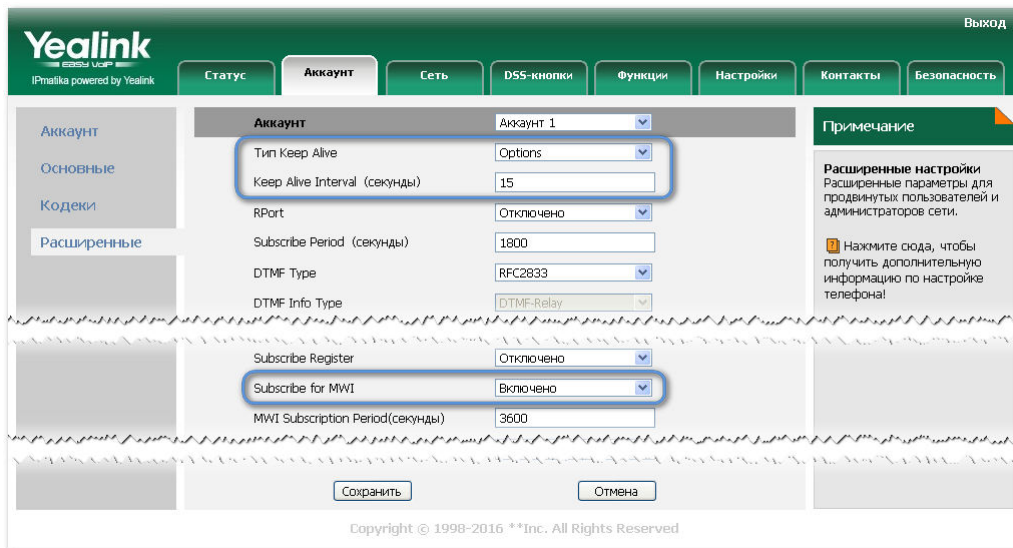 Выход
Yealink
EASY VoIP
IPmatika powered by Yealink
Статус
Аккаунт
Сеть
DSS-кнопки
Функции
Настройки
Контакты
Безопасность
Аккаунт
Основные
Кодеки
Расширенные
Аккаунт
Аккаунт 1
Тип Keep Alive
Options
Keep Alive Interval (секунды)
15
RPort
Отключено
Subscribe Period (секунды)
1800
DTMF Type
RFC2833
DTMF Info Type
DTMF-Relay
Subscribe Register
Отключено
Subscribe for MWI
Включено
MWI Subscription Period(секунды)
3600
Сохранить
Отмена
Примечание
Расширенные настройки
Расширенные параметры для
продвинутых пользователей и
администраторов сети.
Нажмите сюда, чтобы
получить дополнительную
информацию по настройке
телефона!
Copyright © 1998-2016 **Inc. All Rights Reserved